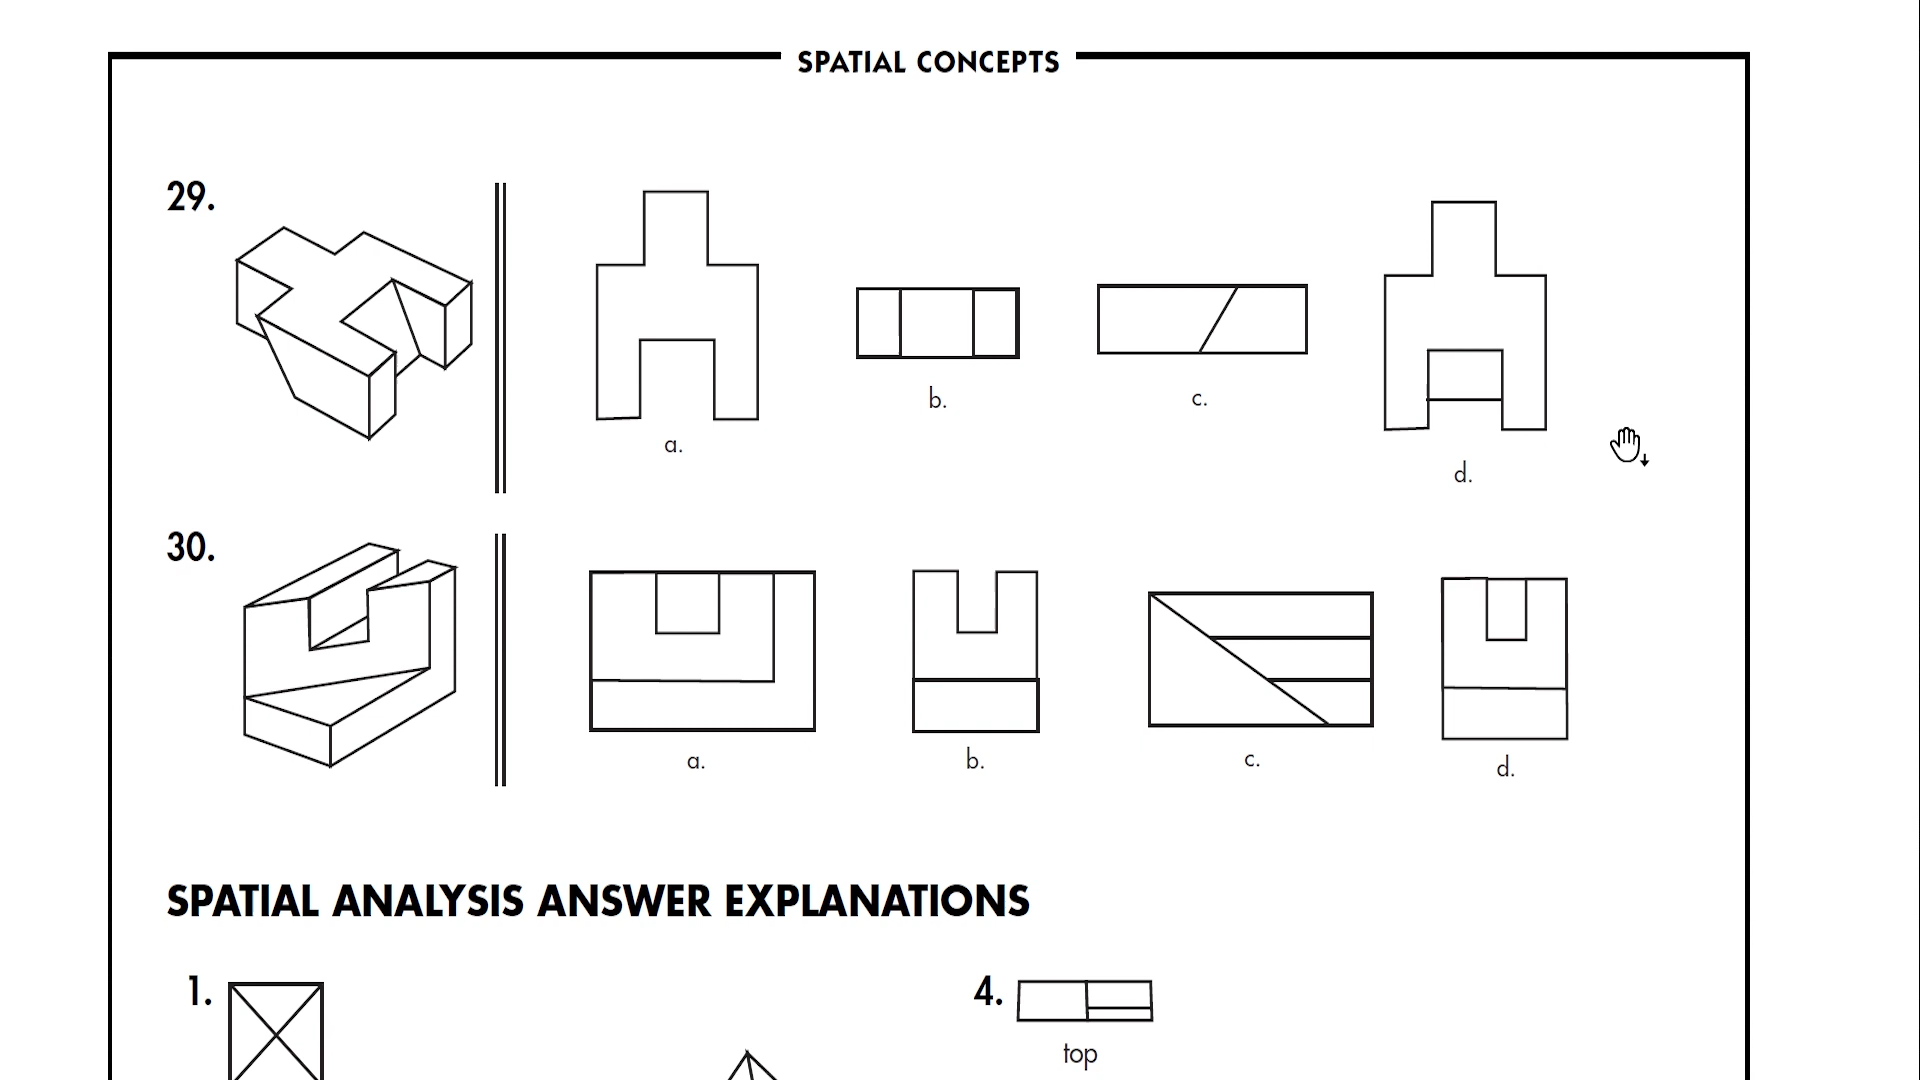 SPATIAL CONCEPTS
29.
a.
b.
c.
d.
30.
a.
b.
c.
d.
SPATIAL ANALYSIS ANSWER EXPLANATIONS
1.
4.
top